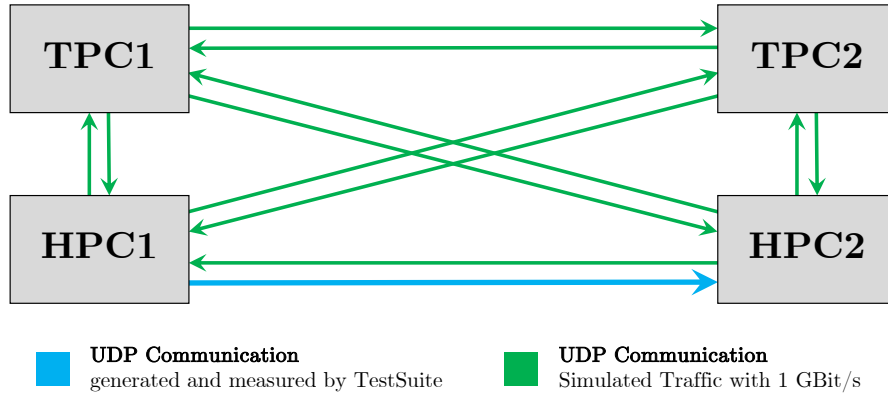 TPC1
TPC2
HPC1
HPC2
UDP Communication
generated and measured by TestSuite
UDP Communication
Simulated Traffic with 1 GBit/s